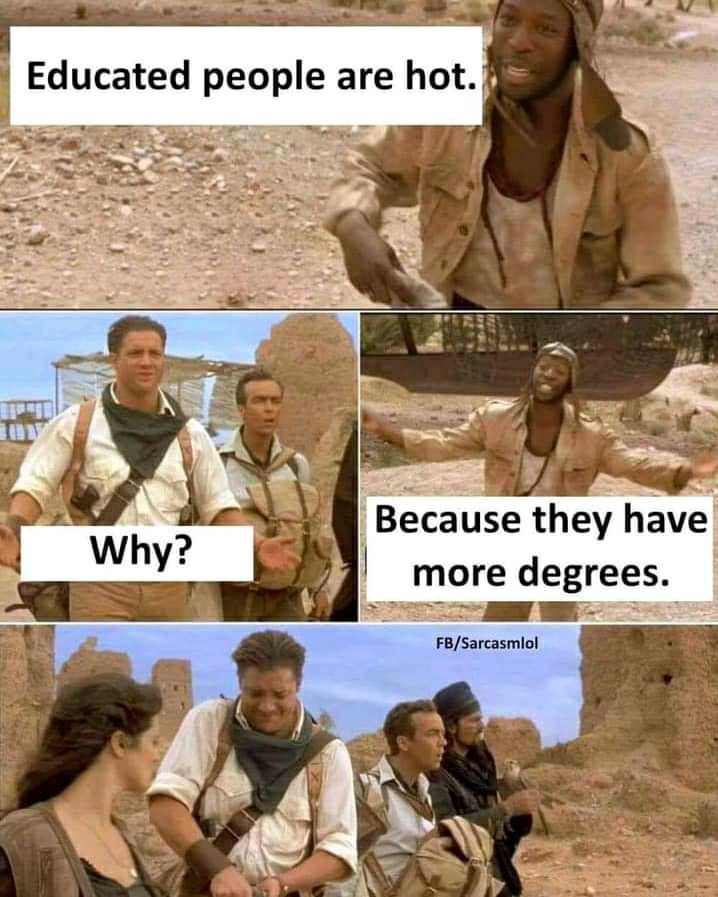 Educated people are hot.
Why?
Because they have
more degrees.
FB/Sarcasmlol